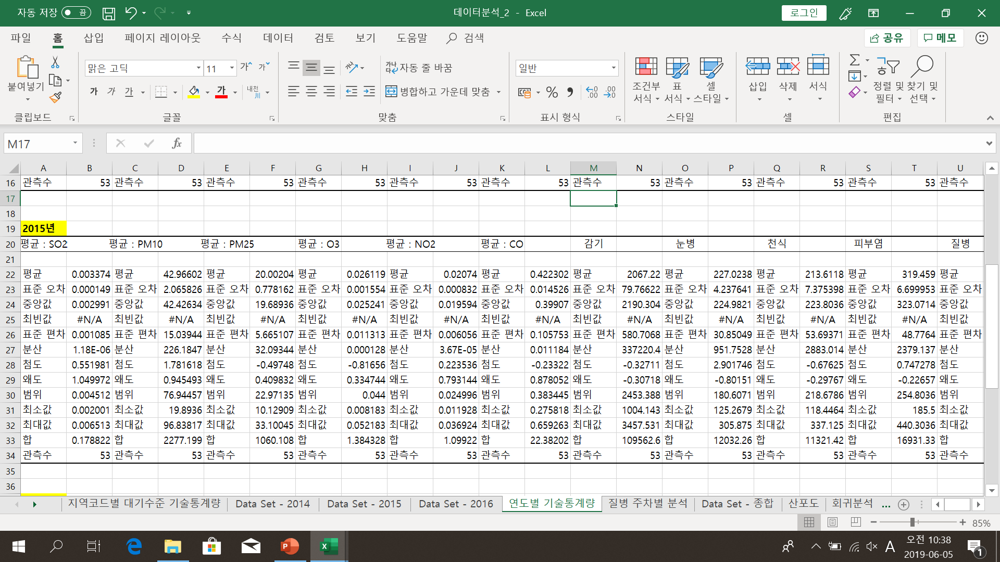 자동 저장 끔 데이터분석_2 - Excel 로그인
파일 홈 삽입 페이지 레이아웃 수식 데이터 검토 보기 도움말 검색 공유 메모
붙여넣기 맑은 고딕 11 가 가 자동 줄 바꿈 일반 조건부 서식 표 서식 셀 스타일 삽입 삭제 서식 정렬 및 필터 찾기 및 선택
가 가 간 가 내천 병합하고 가운데 맞춤 % .00 .00
클립보드 글꼴 맞춤 표시 형식 스타일 셀 편집
M17 fx
A B C D E F G H I J K L M N O P Q R S T U
16 관측수 53 관측수 53 관측수 53 관측수 53 관측수 53 관측수 53 관측수 53 관측수 53 관측수 53 관측수 53 관측수
17
18
19 2015년
20 평균 : SO2 평균 : PM10 평균 : PM25 평균 : O3 평균 : NO2 평균 : CO 감기 눈병 천식 피부염 질병
21
22 평균 0.003374 평균 42.96602 평균 20.00204 평균 0.026119 평균 0.02074 평균 0.422302 평균 2067.22 평균 227.0238 평균 213.6118 평균 319.459 평균
23 표준 오차 0.000149 표준 오차 2.065826 표준 오차 0.778162 표준 오차 0.001554 표준 오차 0.000832 표준 오차 0.014526 표준 오차 79.76622 표준 오차 4.237641 표준 오차 7.375398 표준 오차 6.699953 표준 오차
24 중앙값 0.002991 중앙값 42.42634 중앙값 19.68936 중앙값 0.025241 중앙값 0.019594 중앙값 0.39907 중앙값 2190.304 중앙값 224.9821 중앙값 223.8036 중앙값 323.0714 중앙값
25 최빈값 #N/A 최빈값 #N/A 최빈값 #N/A 최빈값 #N/A 최빈값 #N/A 최빈값 #N/A 최빈값 #N/A 최빈값 #N/A 최빈값 #N/A 최빈값 #N/A 최빈값
26 표준 편차 0.001085 표준 편차 15.03944 표준 편차 5.665107 표준 편차 0.011313 표준 편차 0.006056 표준 편차 0.105753 표준 편차 580.7068 표준 편차 30.85049 표준 편차 53.69371 표준 편차 48.7764 표준 편차
27 분산 1.18E-06 분산 226.1847 분산 32.09344 분산 0.000128 분산 3.67E-05 분산 0.011184 분산 337220.4 분산 951.7528 분산 2883.014 분산 2379.137 분산
28 첨도 0.551981 첨도 1.781618 첨도 -0.49748 첨도 -0.81656 첨도 0.223536 첨도 -0.23322 첨도 -0.32711 첨도 2.901746 첨도 -0.67625 첨도 0.747278 첨도
29 왜도 1.049972 왜도 0.945493 왜도 0.409832 왜도 0.334744 왜도 0.793144 왜도 0.878052 왜도 -0.30718 왜도 -0.80151 왜도 -0.29767 왜도 -0.22657 왜도
30 범위 0.004512 범위 76.94457 범위 22.97135 범위 0.044 범위 0.024996 범위 0.383445 범위 2453.388 범위 180.6071 범위 218.6786 범위 254.8036 범위
31 최소값 0.002001 최소값 19.8936 최소값 10.12909 최소값 0.008183 최소값 0.011928 최소값 0.275818 최소값 1004.143 최소값 125.2679 최소값 118.4464 최소값 185.5 최소값
32 최대값 0.006513 최대값 96.83817 최대값 33.10045 최대값 0.052183 최대값 0.036924 최대값 0.659263 최대값 3457.531 최대값 305.875 최대값 337.125 최대값 440.3036 최대값
33 합 0.178822 합 2277.199 합 1060.108 합 1.384328 합 1.09922 합 22.38202 합 109562.6 합 12032.26 합 11321.42 합 16931.33 합
34 관측수 53 관측수 53 관측수 53 관측수 53 관측수 53 관측수 53 관측수 53 관측수 53 관측수 53 관측수 53 관측수
35
36
지역코드별 대기수준 기술통계량 Data Set - 2014 Data Set - 2015 Data Set - 2016 연도별 기술통계량 질병 주차별 분석 Data Set - 종합 산포도 회귀분석 ...
85%
A 오전 10:38
2019-06-05 1